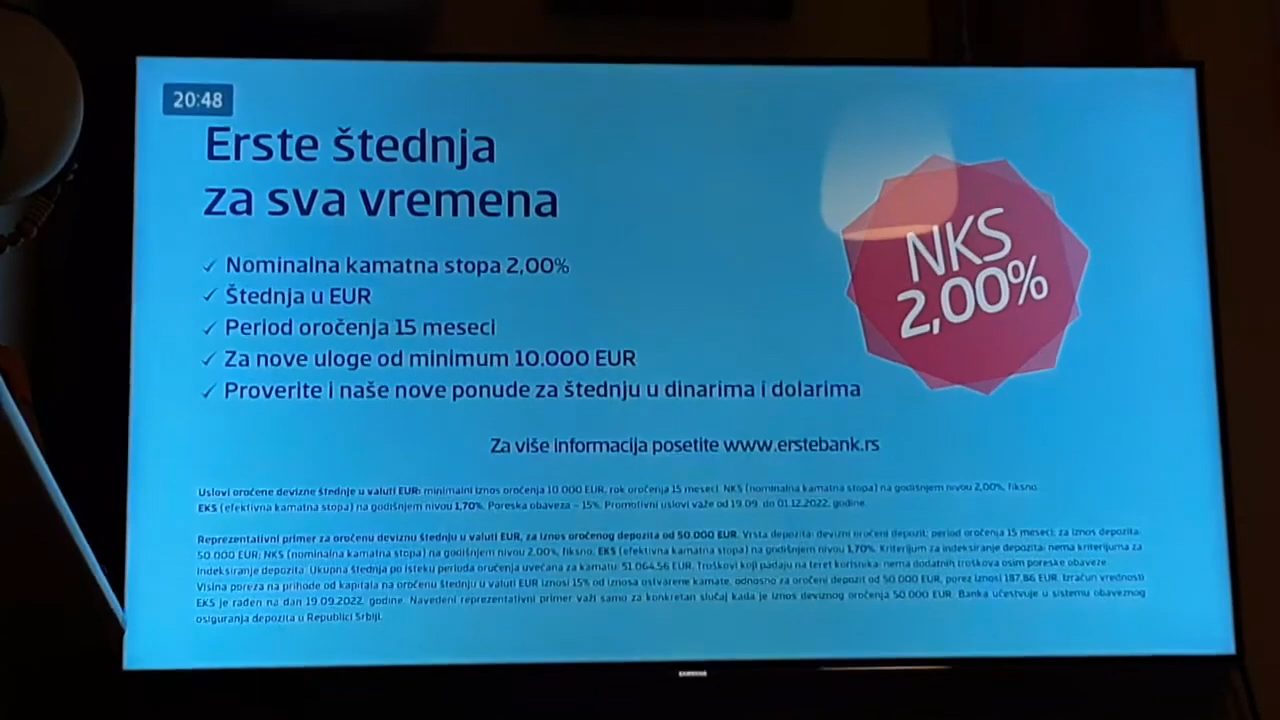 20:48
Erste štednja
za sva vremena
✓ Nominalna kamatna stopa 2,00%
✓ Štednja u EUR
✓ Period oročenja 15 meseci
✓ Za nove uloge od minimum 10.000 EUR
✓ Proverite i naše nove ponude za štednju u dinarima i dolarima
NKS
2,00%
Za više informacija posetite www.erstebank.rs
Uslovi oročene devizne štednje u valuti EUR: minimalni iznos oročenja 10.000 EUR, rok oročenja 15 meseci. NKS (nominalna kamatna stopa) na godišnjem nivou 2,00%, fiksno.
EKS (efektivna kamatna stopa) na godišnjem nivou 1,70%. Poreska obaveza – 15%. Promotivni uslovi važe od 19.09. do 01.12.2022. godine.
Reprezentativni primer za oročenu deviznu štednju u valuti EUR, za iznos oročenog depozita od 50.000 EUR. Vrsta depozita: devizni oročeni depozit; period oročenja 15 meseci; za iznos depozita:
50.000 EUR; NKS (nominalna kamatna stopa) na godišnjem nivou 2,00%, fiksno. EKS (efektivna kamatna stopa) na godišnjem nivou 1,70%. Kriterijum za indeksiranje depozita: nema kriterijuma za
indeksiranje depozita. Ukupna štednja po isteku perioda oročenja uvećana za kamatu: 51.064,56 EUR. Troškovi koji padaju na teret korisnika: nema dodatnih troškova osim poreske obaveze.
Visina poreza na prihode od kapitala na oročenu štednju u valuti EUR iznosi 15% od iznosa ostvarene kamate, odnosno za oročeni depozit od 50.000 EUR, porez iznosi 187,86 EUR. Izračun vrednosti
EKS je rađen na dan 19.09.2022. godine. Navedeni reprezentativni primer važi samo za konkretan slučaj kada je iznos deviznog oročenja 50.000 EUR. Banka učestvuje u sistemu obaveznog
osiguranja depozita u Republici Srbiji.
SAMSUNG